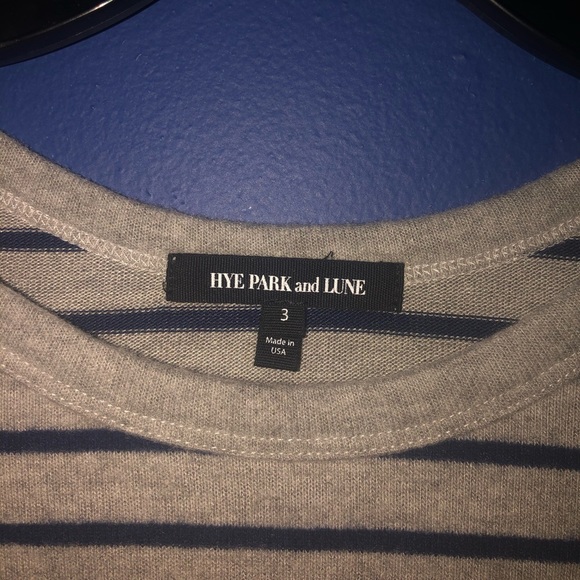 HYE PARK and LUNE
3
Made in
USA